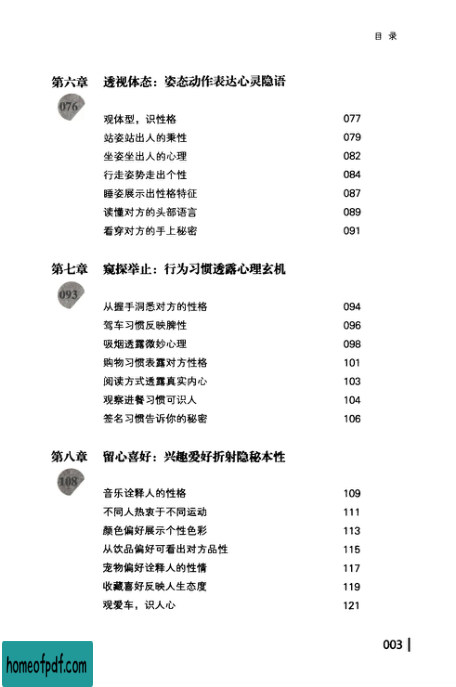 目 录
第六章 透视体态：姿态动作表达心灵隐语
076
观体型，识性格 077
站姿站出人的秉性 079
坐姿坐出人的心理 082
行走姿势走出个性 084
睡姿展示出性格特征 087
读懂对方的头部语言 089
看穿对方的手上秘密 091
第七章 窥探举止：行为习惯透露心理玄机
093
从握手洞悉对方的性格 094
驾车习惯反映脾性 096
吸烟透露微妙心理 098
购物习惯表露对方性格 101
阅读方式透露真实内心 103
观察进餐习惯可识人 104
签名习惯告诉你的秘密 106
第八章 留心喜好：兴趣爱好折射隐秘本性
108
音乐诠释人的性格 109
不同人热衷于不同运动 111
颜色偏好展示个性色彩 113
从饮品偏好可看出对方品性 115
宠物偏好诠释人的性情 117
收藏喜好反映人生态度 119
观爱车，识人心 121
003
homeofpdf.com